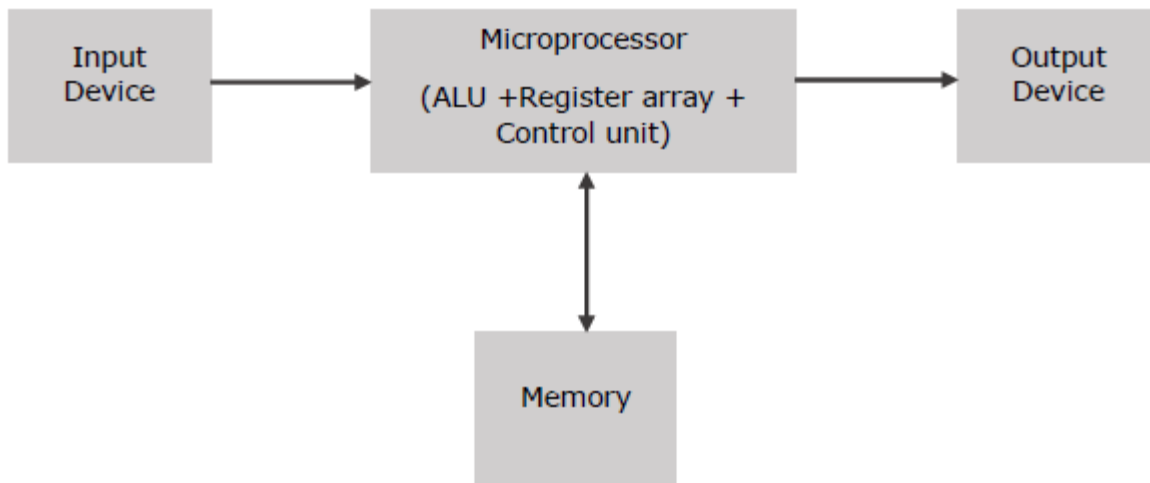 Input
Device
Microprocessor
(ALU +Register array +
Control unit)
Output
Device
Memory